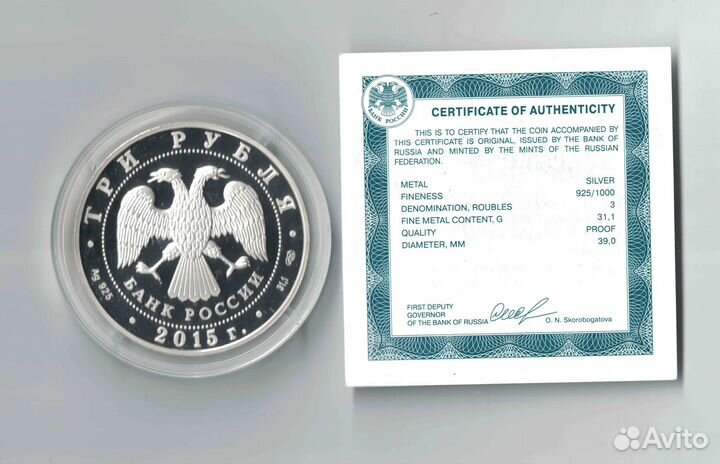 ТРИ РУБЛЯ
Ag 925
31,1
БАНК РОССИИ
2015 г.
БАНК РОССИИ
CERTIFICATE OF AUTHENTICITY
THIS IS TO CERTIFY THAT THE COIN ACCOMPANIED BY
THIS CERTIFICATE IS ORIGINAL, ISSUED BY THE BANK OF
RUSSIA AND MINTED BY THE MINTS OF THE RUSSIAN
FEDERATION.
METAL SILVER
FINENESS 925/1000
DENOMINATION, ROUBLES 3
FINE METAL CONTENT, G 31,1
QUALITY PROOF
DIAMETER, MM 39,0
FIRST DEPUTY
GOVERNOR
OF THE BANK OF RUSSIA O. N. Skorobogatova
Avito